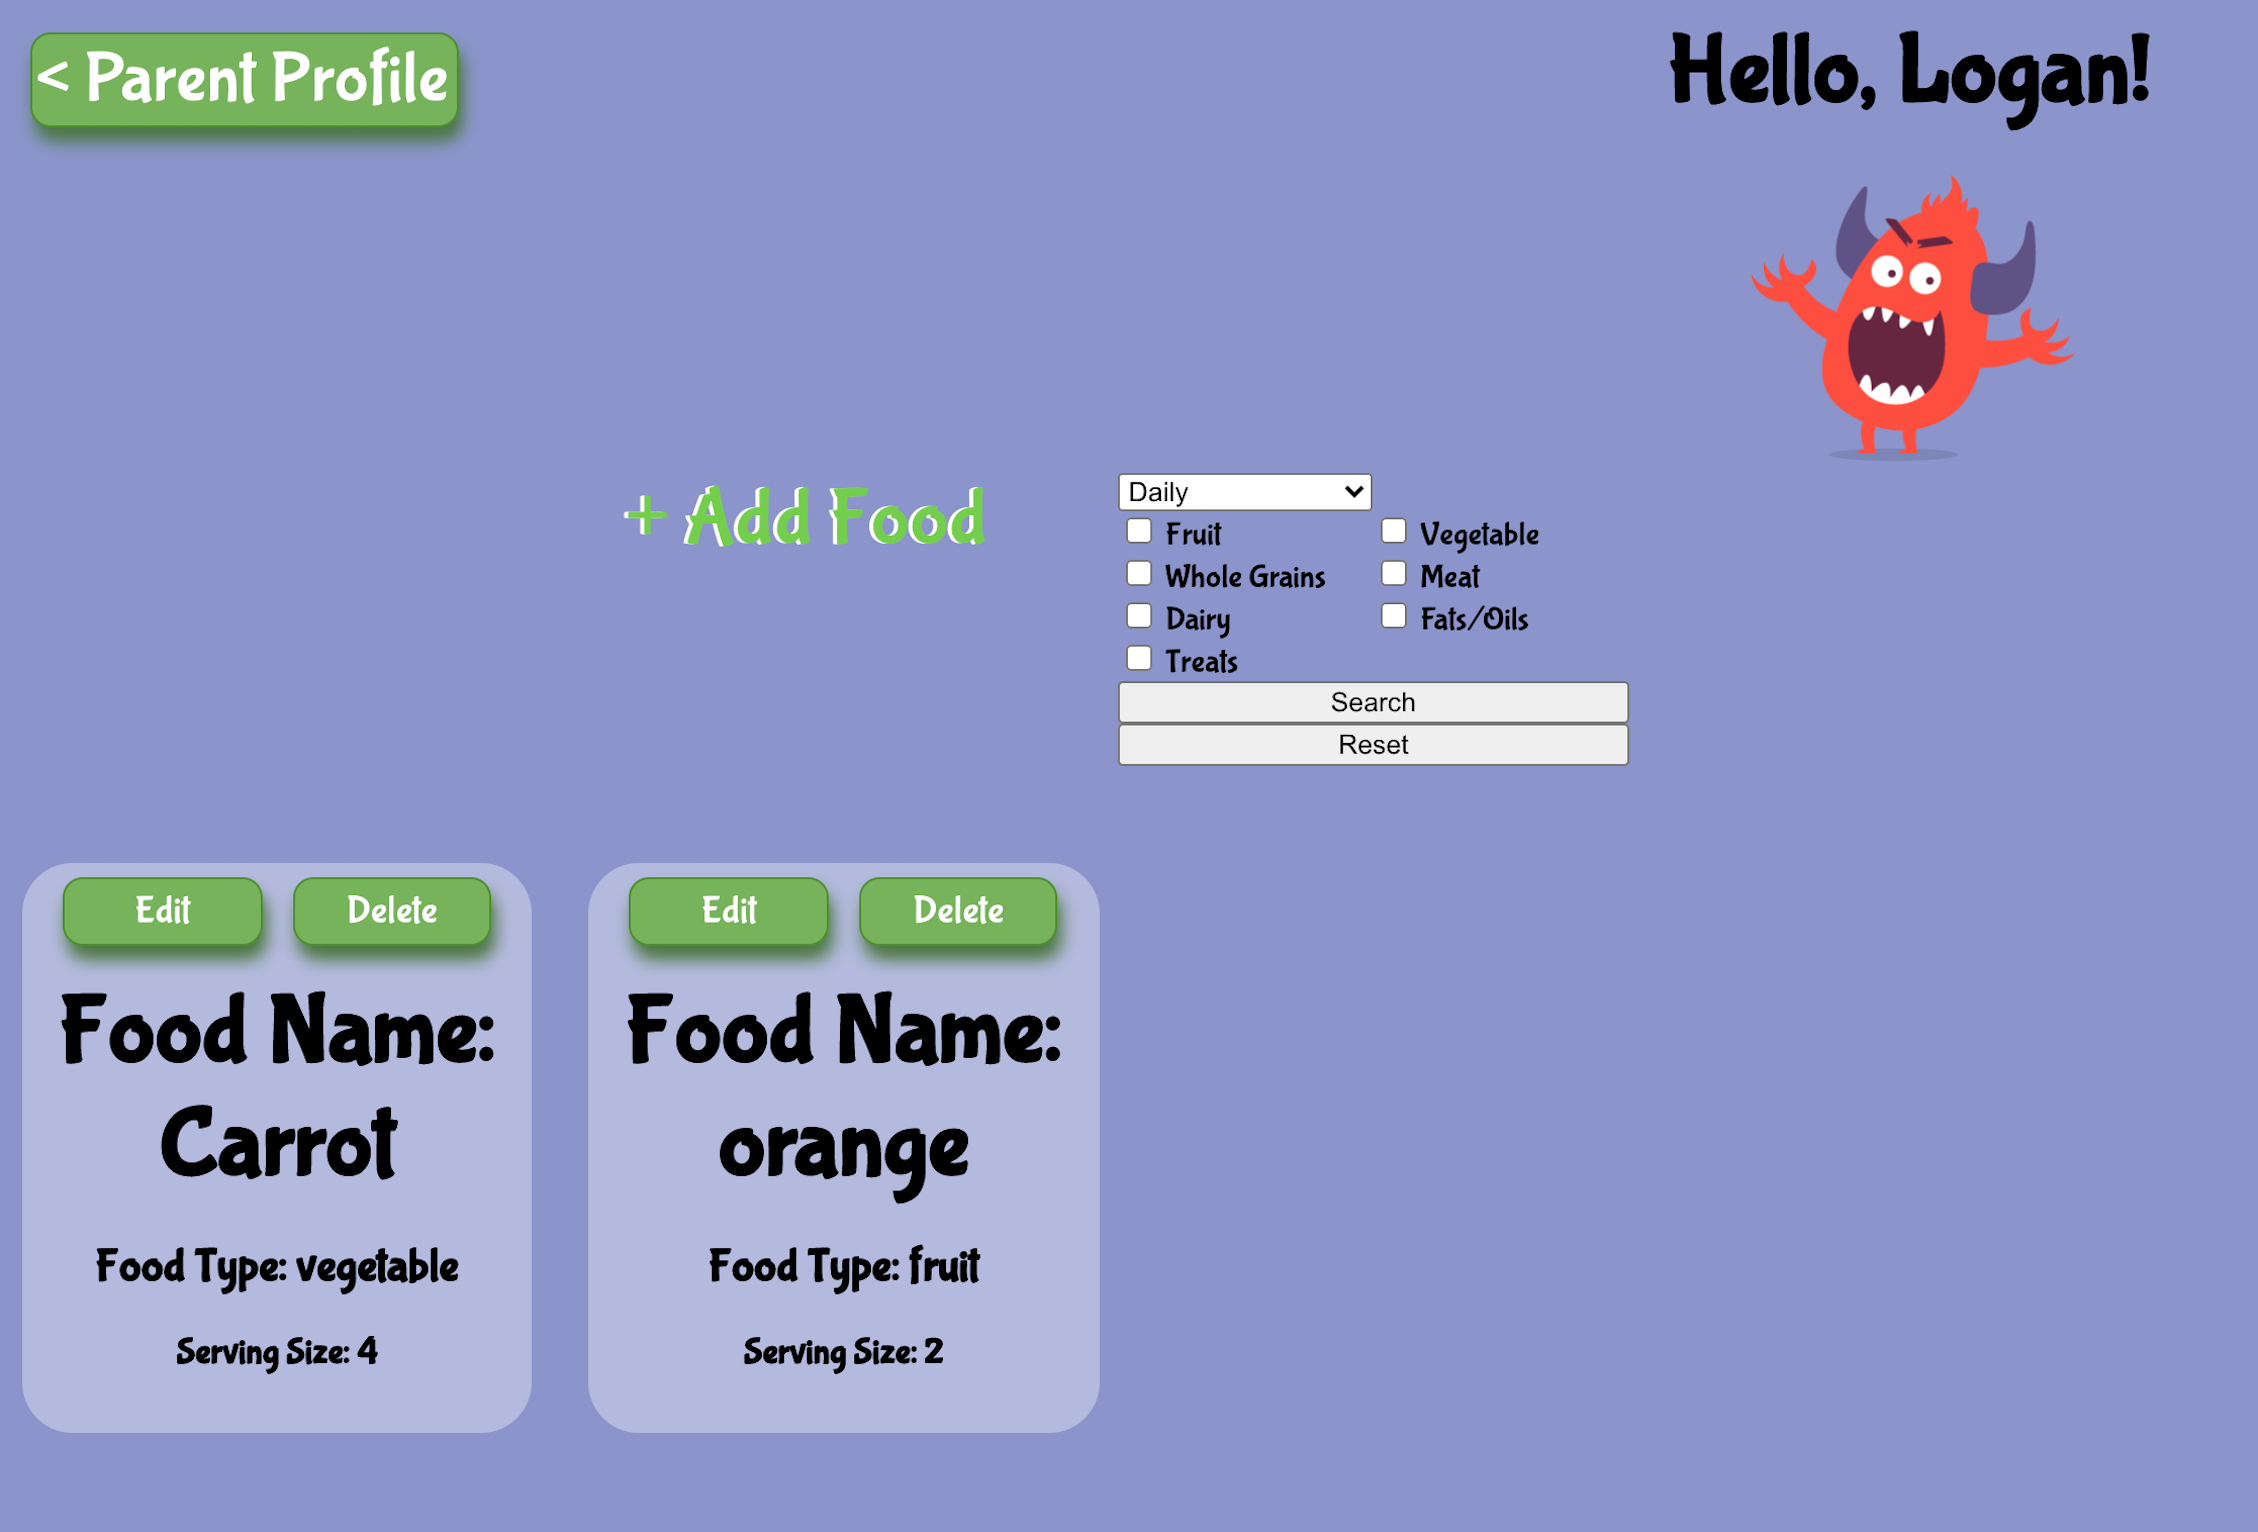 < Parent Profile
Hello, Logan!
+ Add Food
Daily
Fruit
Vegetable
Whole Grains
Meat
Dairy
Fats/Oils
Treats
Search
Reset
Edit
Delete
Food Name:
Carrot
Food Type: vegetable
Serving Size: 4
Edit
Delete
Food Name:
orange
Food Type: fruit
Serving Size: 2